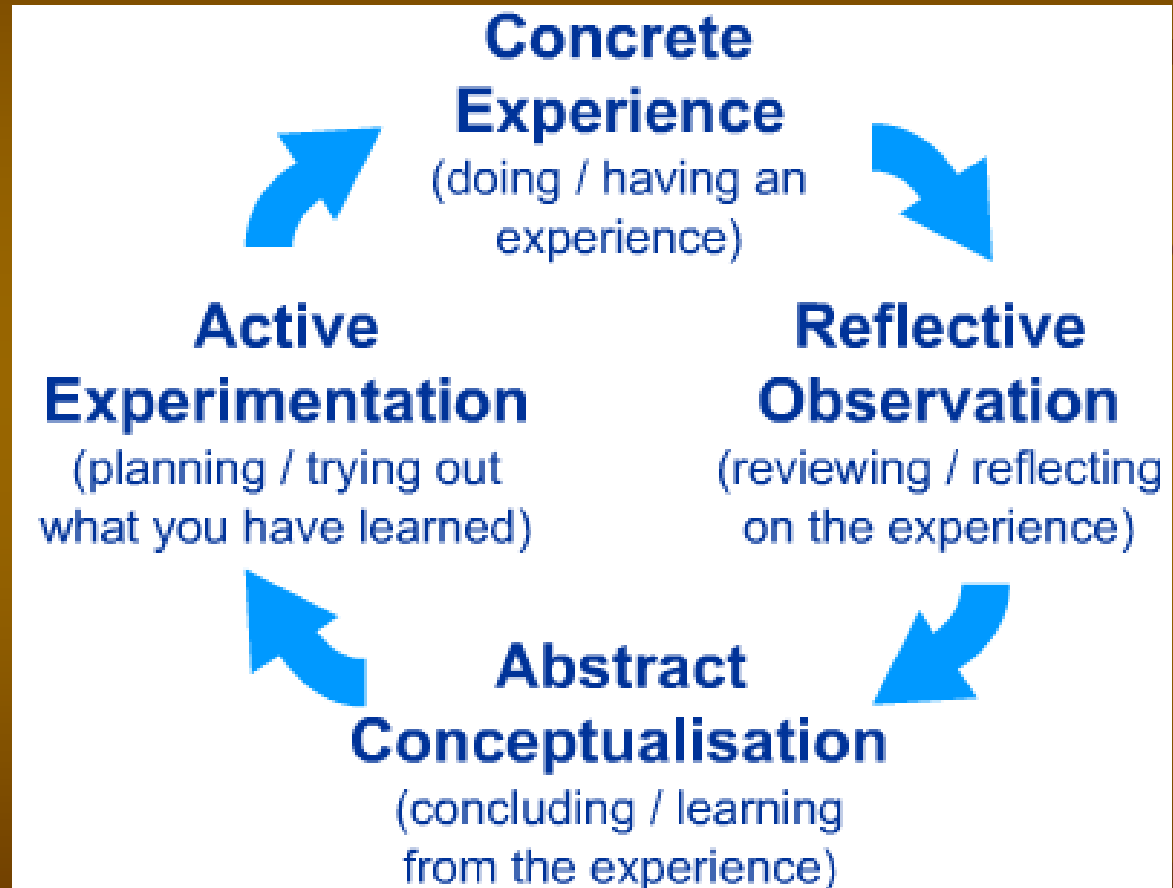 Concrete
Experience
(doing / having an
experience)
Reflective
Observation
(reviewing / reflecting
on the experience)
Abstract
Conceptualisation
(concluding / learning
from the experience)
Active
Experimentation
(planning / trying out
what you have learned)